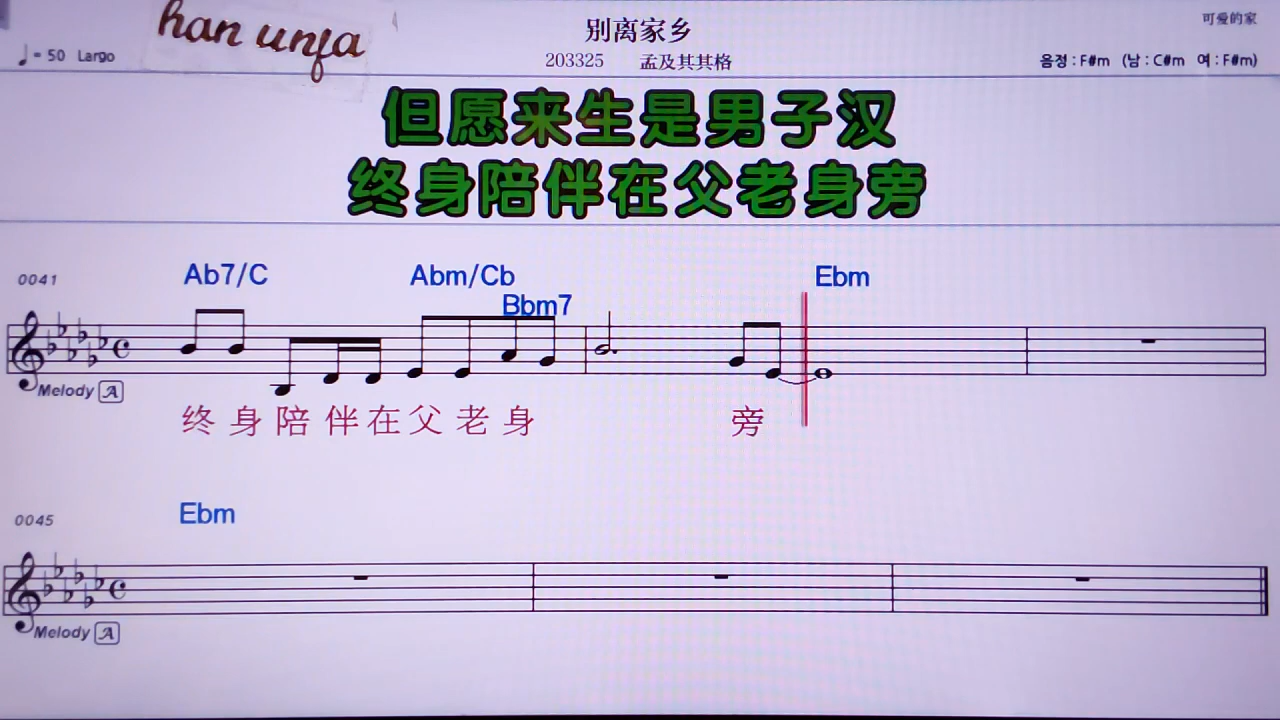 han unja
别离家乡
可爱的家
♩= 50 Largo
203325 孟及其其格
음정 : F#m (남 : C#m 여 : F#m)
但愿来生是男子汉
终身陪伴在父老身旁
0041
Ab7/C Abm/Cb Bbm7 Ebm
Melody A
终身陪伴在父老身 旁
0045
Ebm
Melody A